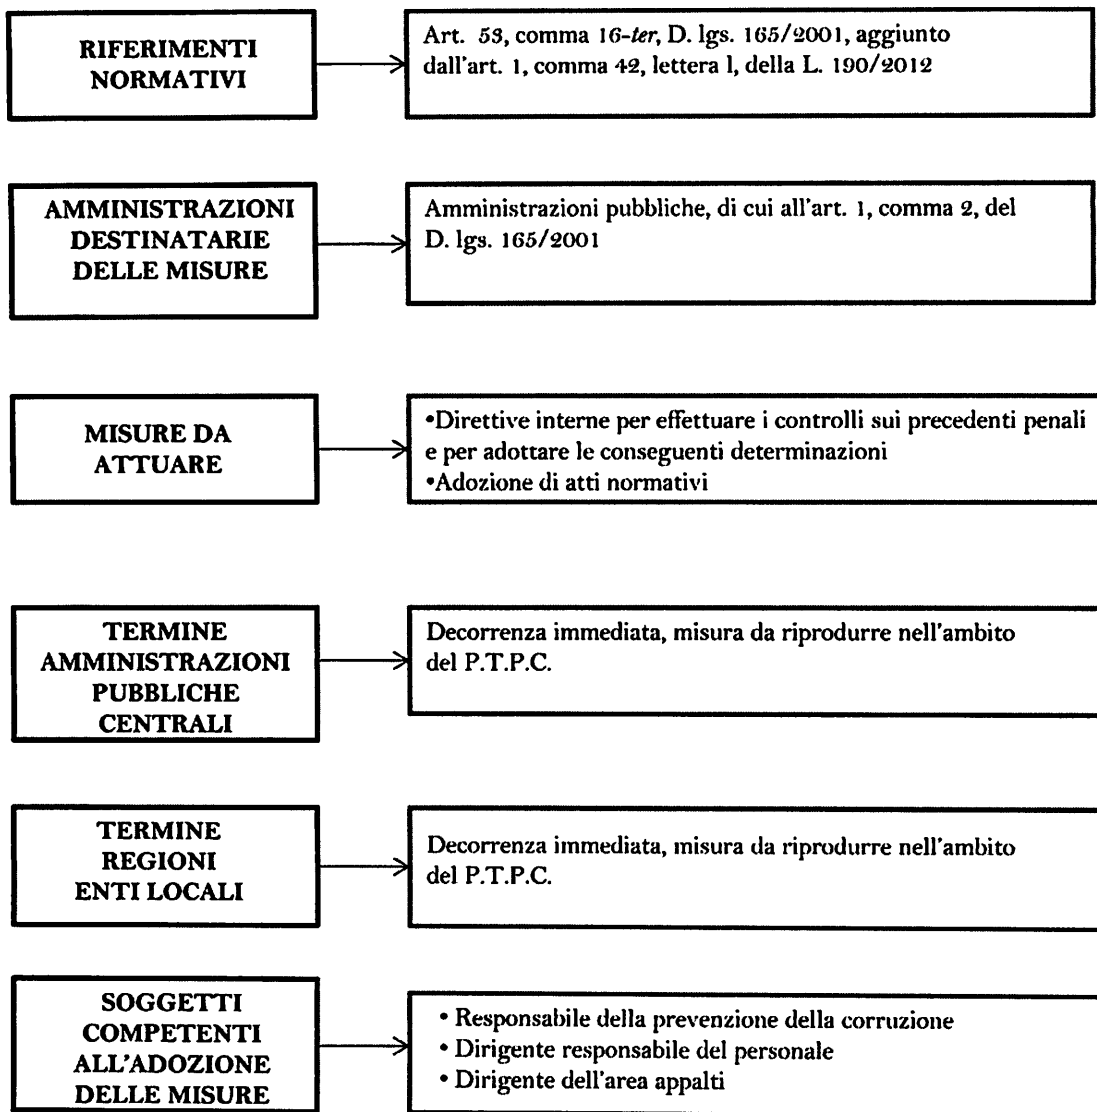 RIFERIMENTI
NORMATIVI
Art. 53, comma 16-ter, D. lgs. 165/2001, aggiunto
dall'art. 1, comma 42, lettera l, della L. 190/2012
AMMINISTRAZIONI
DESTINATARIE
DELLE MISURE
Amministrazioni pubbliche, di cui all'art. 1, comma 2, del
D. lgs. 165/2001
MISURE DA
ATTUARE
•Direttive interne per effettuare i controlli sui precedenti penali
e per adottare le conseguenti determinazioni
•Adozione di atti normativi
TERMINE
AMMINISTRAZIONI
PUBBLICHE
CENTRALI
Decorrenza immediata, misura da riprodurre nell'ambito
del P.T.P.C.
TERMINE
REGIONI
ENTI LOCALI
Decorrenza immediata, misura da riprodurre nell'ambito
del P.T.P.C.
SOGGETTI
COMPETENTI
ALL'ADOZIONE
DELLE MISURE
• Responsabile della prevenzione della corruzione
• Dirigente responsabile del personale
• Dirigente dell'area appalti